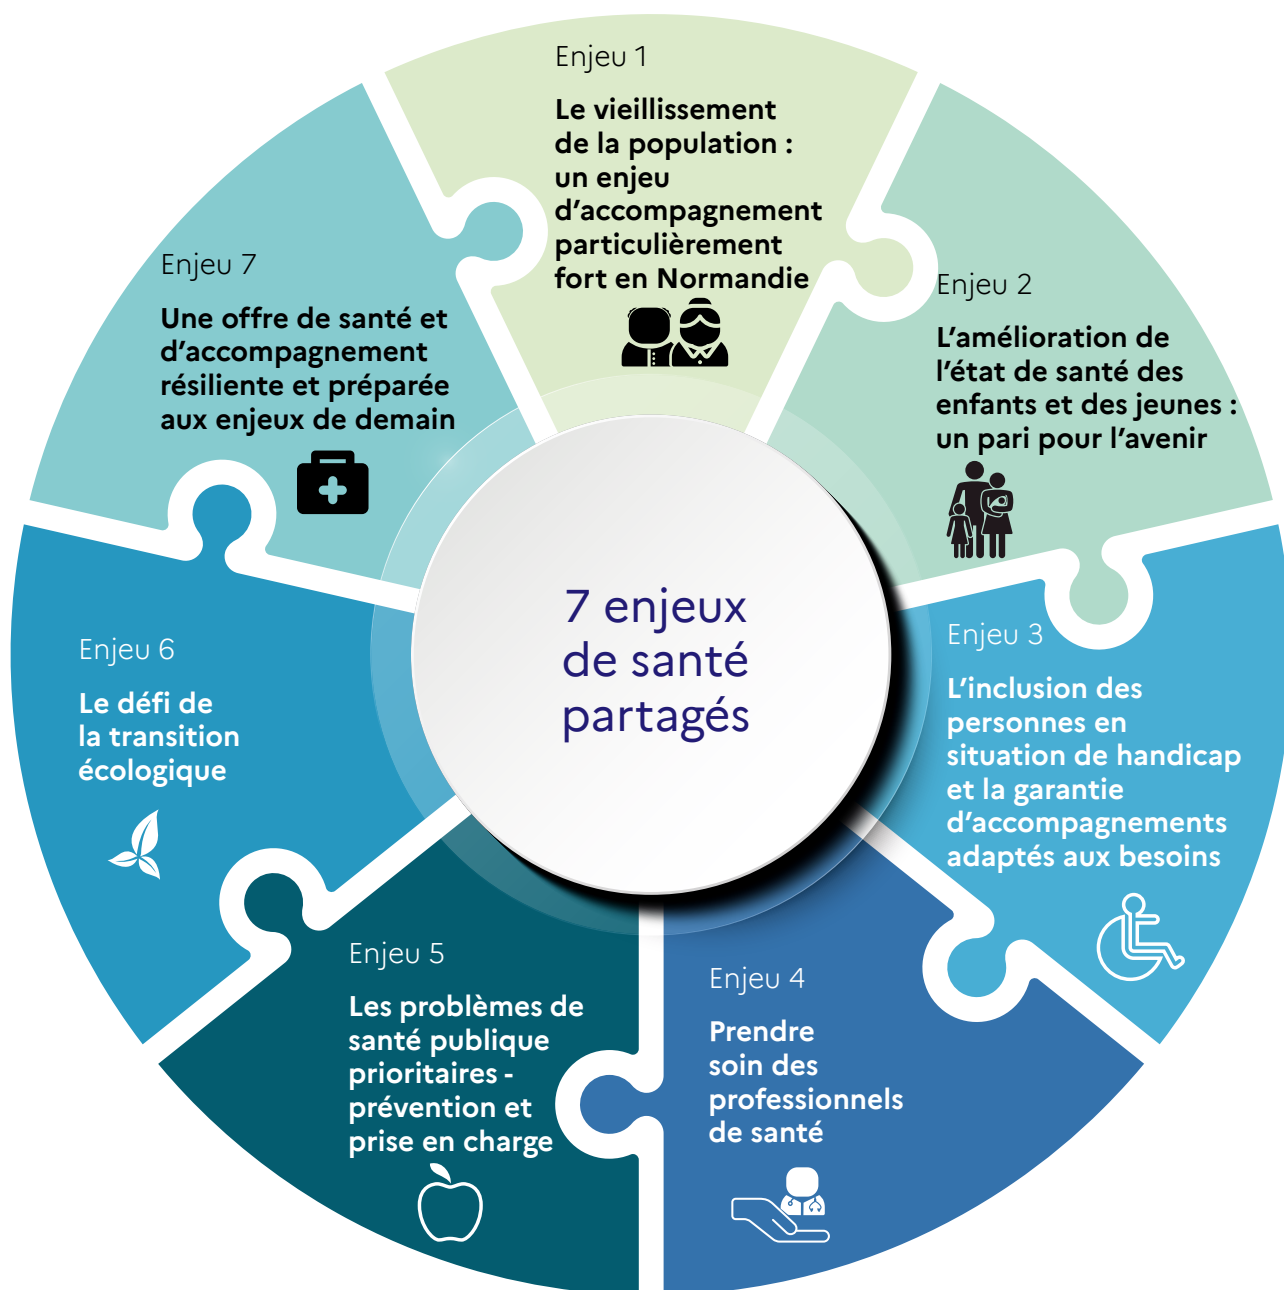 Enjeu 1
Le vieillissement
de la population :
un enjeu
d'accompagnement
particulièrement
fort en Normandie
Enjeu 2
L'amélioration de
l'état de santé des
enfants et des jeunes :
un pari pour l'avenir
Enjeu 3
L'inclusion des
personnes en
situation de handicap
et la garantie
d'accompagnements
adaptés aux besoins
Enjeu 4
Prendre
soin des
professionnels
de santé
Enjeu 5
Les problèmes de
santé publique
prioritaires -
prévention et
prise en charge
Enjeu 6
Le défi de
la transition
écologique
Enjeu 7
Une offre de santé et
d'accompagnement
résiliente et préparée
aux enjeux de demain
7 enjeux
de santé
partagés